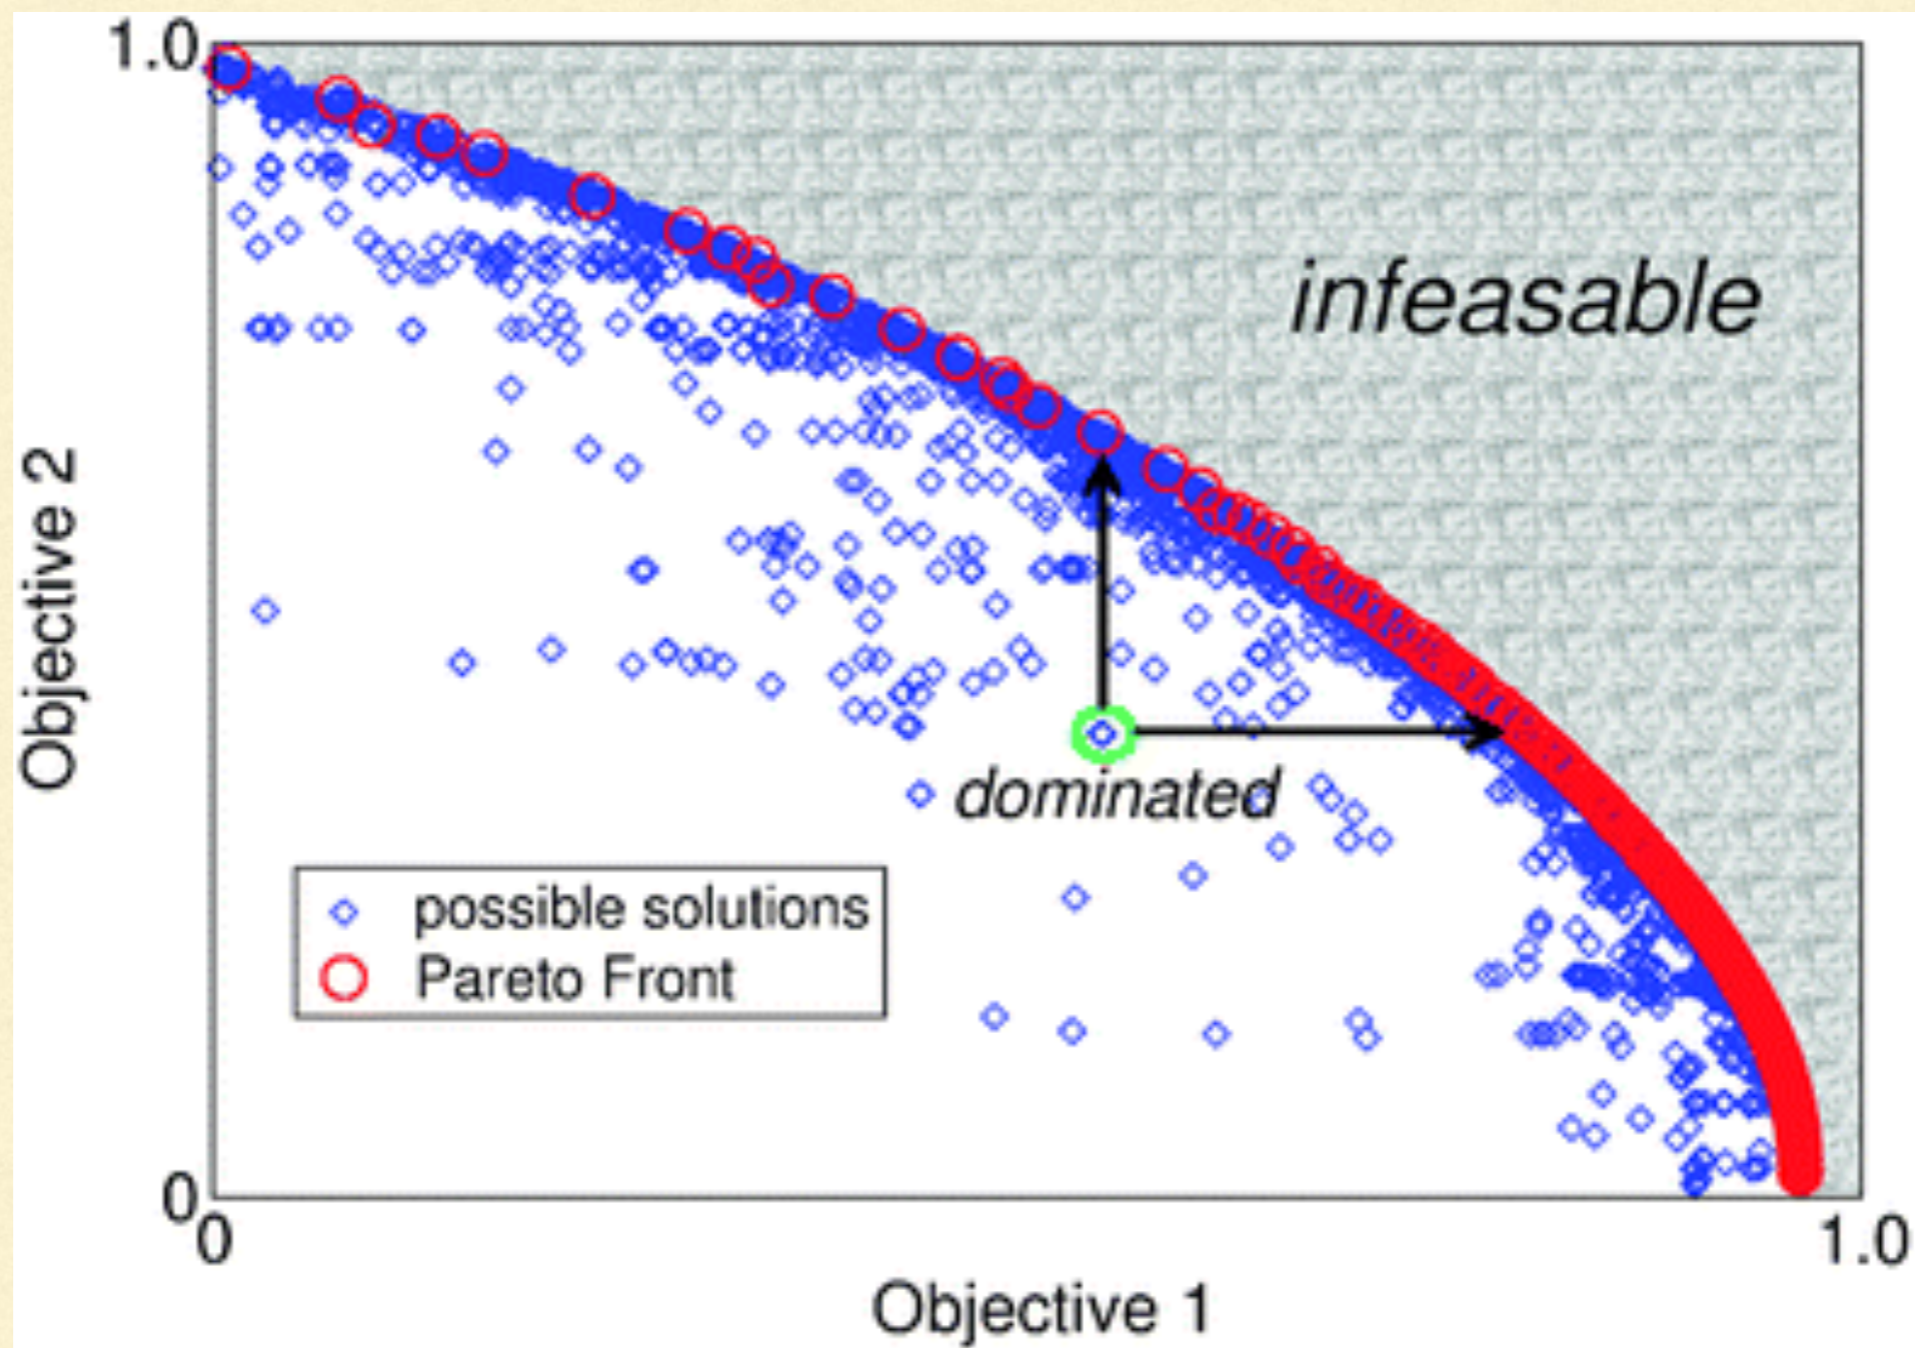 1.0
infeasable
Objective 2
dominated
possible solutions
Pareto Front
0
0
1.0
Objective 1